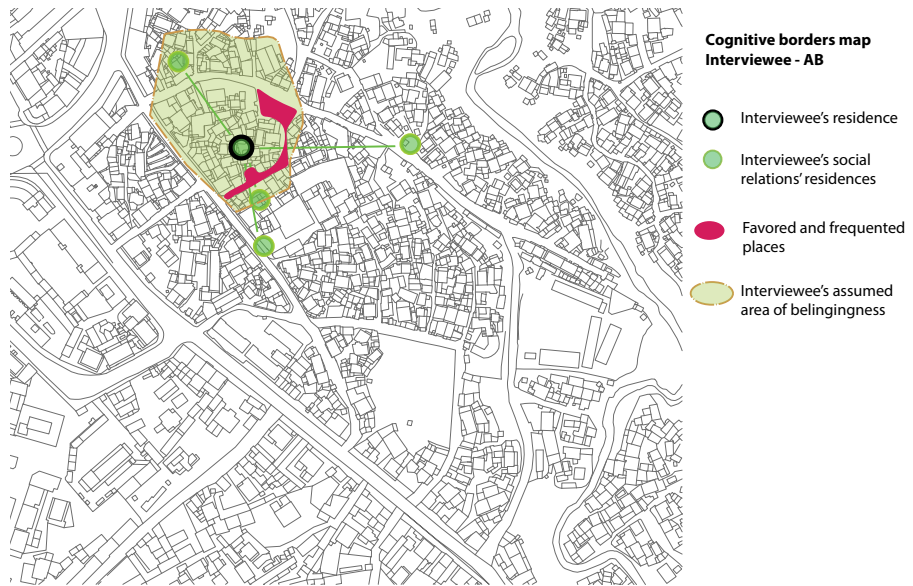 Cognitive borders map
Interviewee - AB
Interviewee's residence
Interviewee's social
relations' residences
Favored and frequented
places
Interviewee's assumed
area of belingingness